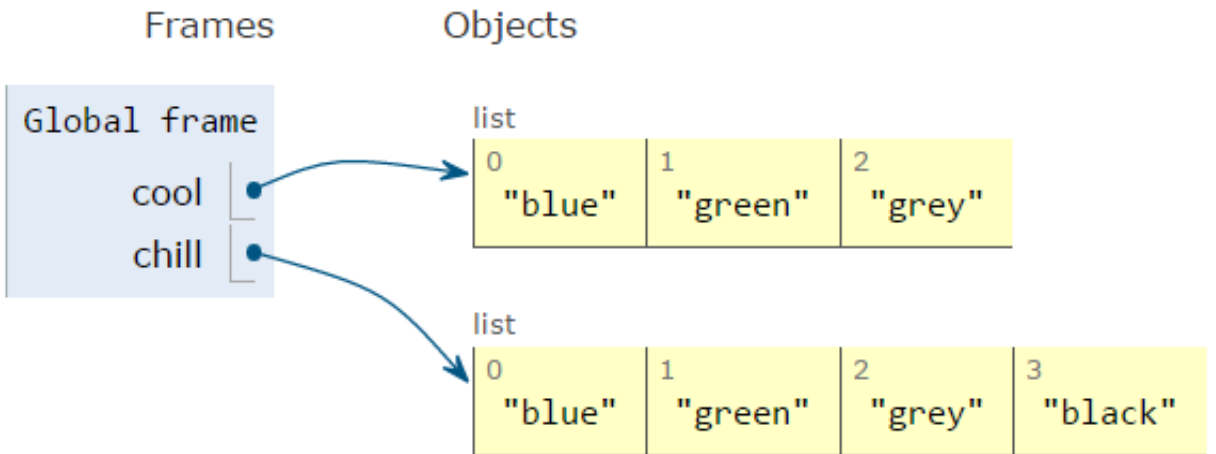 Frames Objects
Global frame
cool
chill
list
0 1 2
"blue" "green" "grey"
list
0 1 2 3
"blue" "green" "grey" "black"